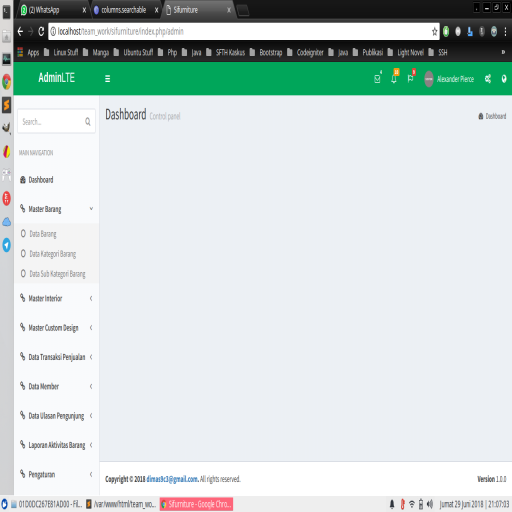 (2) WhatsApp
columns.searchable
Sifurniture
localhost/team_work/sifurniture/index.php/admin
Apps Linux Stuff Manga Ubuntu Stuff Php Java SFTH Kaskus Bootstrap Codeigniter Java Publikasi Light Novel SSH »
AdminLTE
Alexander Pierce
Search...
Dashboard Control panel
Dashboard
MAIN NAVIGATION
Dashboard
Master Barang
Data Barang
Data Kategori Barang
Data Sub Kategori Barang
Master Interior
Master Custom Design
Data Transaksi Penjualan
Data Member
Data Ulasan Pengunjung
Laporan Aktivitas Barang
Pengaturan
Copyright © 2018 dimas9c3@gmail.com. All rights reserved.
Version 1.0.0
01D0DC267E81AD00 - Fil...
/var/www/html/team_wo...
Sifurniture - Google Chro...
Jumat 29 Juni 2018 | 21:07:03